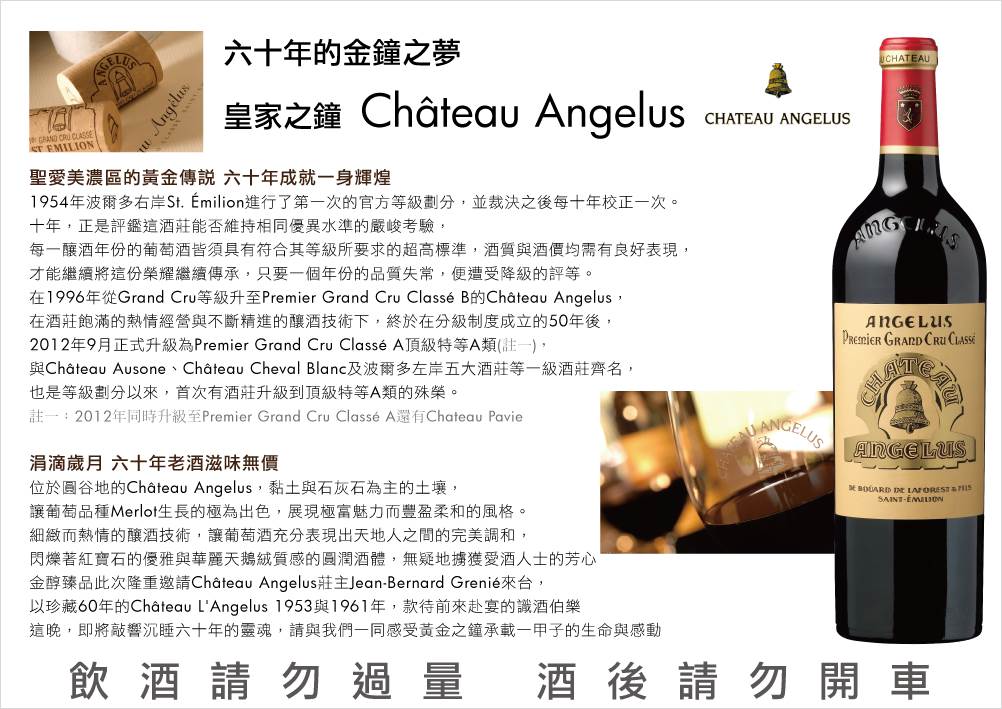 六十年的金鐘之夢
皇家之鐘 Château Angelus
CHATEAU ANGELUS
ANGELUS
Angelus
GRAND CRU CLASSÉ
ST EMILION
聖愛美濃區的黃金傳說 六十年成就一身輝煌
1954年波爾多右岸St. Émilion進行了第一次的官方等級劃分，並裁決之後每十年校正一次。
十年，正是評鑑這酒莊能否維持相同優異水準的嚴峻考驗，
每一釀酒年份的葡萄酒皆須具有符合其等級所要求的超高標準，酒質與酒價均需有良好表現，
才能繼續將這份榮耀繼續傳承，只要一個年份的品質失常，便遭受降級的評等。
在1996年從Grand Cru等級升至Premier Grand Cru Classé B的Château Angelus，
在酒莊飽滿的熱情經營與不斷精進的釀酒技術下，終於在分級制度成立的50年後，
2012年9月正式升級為Premier Grand Cru Classé A頂級特等A類(註一)，
與Château Ausone、Château Cheval Blanc及波爾多左岸五大酒莊等一級酒莊齊名，
也是等級劃分以來，首次有酒莊升級到頂級特等A類的殊榮。
註一：2012年同時升級至Premier Grand Cru Classé A還有Chateau Pavie
涓滴歲月 六十年老酒滋味無價
位於圓谷地的Château Angelus，黏土與石灰石為主的土壤，
讓葡萄品種Merlot生長的極為出色，展現極富魅力而豐盈柔和的風格。
細緻而熱情的釀酒技術，讓葡萄酒充分表現出天地人之間的完美調和，
閃爍著紅寶石的優雅與華麗天鵝絨質感的圓潤酒體，無疑地擄獲愛酒人士的芳心
金醇臻品此次隆重邀請Château Angelus莊主Jean-Bernard Grenié來台，
以珍藏60年的Château L'Angelus 1953與1961年，款待前來赴宴的識酒伯樂
這晚，即將敲響沉睡六十年的靈魂，請與我們一同感受黃金之鐘承載一甲子的生命與感動
CHATEAU ANGELUS
CHATEAU
ANGELUS
ANGELUS
PREMIER GRAND CRU CLASSÉ
CHATEAU
ANGELUS
DE BOÜARD DE LAFOREST & FILS
SAINT-ÉMILION
飲酒請勿過量 酒後請勿開車